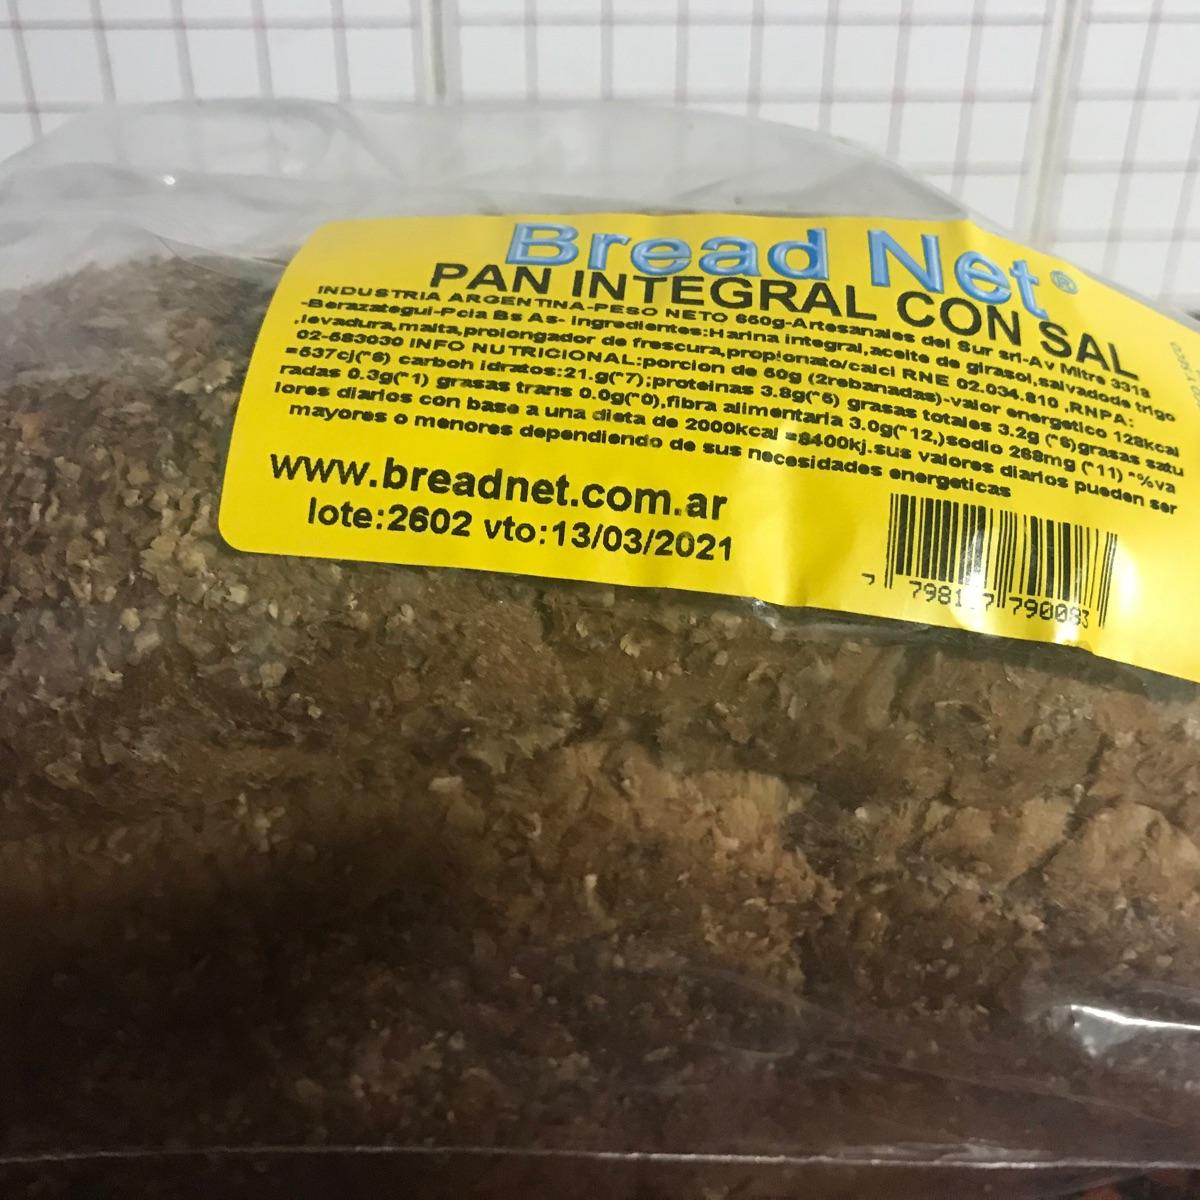 Bread Net®
PAN INTEGRAL CON SAL
INDUSTRIA ARGENTINA-PESO NETO 650g-Artesanales del Sur srl-Av Mitre 3318
-Berazategui-Pcia Bs As- Ingredientes:Harina integral,aceite de girasol,salvadode trigo
,levadura,malta,prolongador de frescura,propionato/calci RNE 02.034.810 ,RNPA:
02-583030 INFO NUTRICIONAL:porcion de 60g (2rebanadas)-valor energetico 128kcal
=537cj(*6) carboh idratos:21.g(*7);proteinas 3.8g(*5) grasas totales 3.2g (*6)grasas satu
radas 0.3g(*1) grasas trans 0.0g(*0),fibra alimentaria 3.0g(*12,)sodio 268mg (*11) *%va
lores diarios con base a una dieta de 2000kcal =8400kj.sus valores diarios pueden ser
mayores o menores dependiendo de sus necesidades energeticas
www.breadnet.com.ar
lote:2602 vto:13/03/2021
7 790083